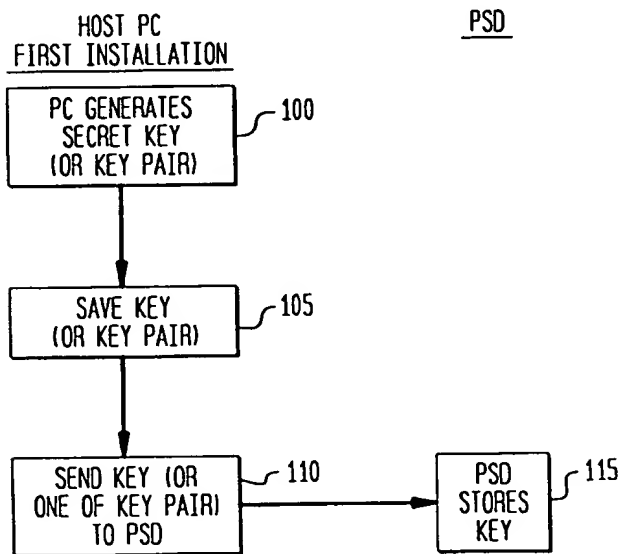 HOST PC
FIRST INSTALLATION
PSD
PC GENERATES
SECRET KEY
(OR KEY PAIR)
100
SAVE KEY
(OR KEY PAIR)
105
SEND KEY (OR
ONE OF KEY PAIR)
TO PSD
110
PSD
STORES
KEY
115